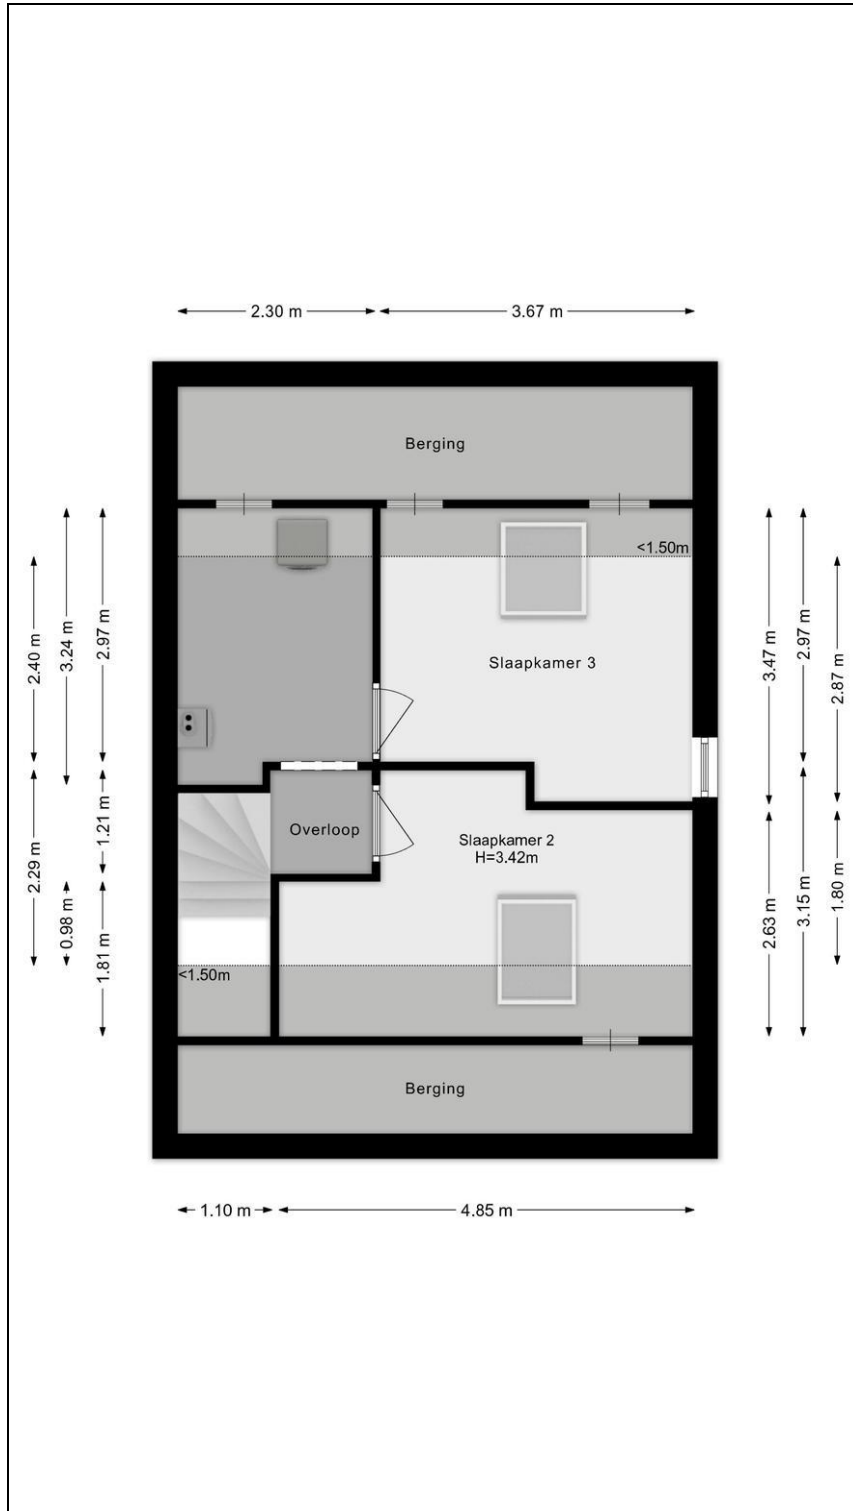 2.30 m
3.67 m
Berging
<1.50m
2.40 m
3.24 m
2.97 m
Slaapkamer 3
3.47 m
2.97 m
2.87 m
Overloop
Slaapkamer 2
H=3.42m
2.29 m
0.98 m
1.21 m
1.81 m
2.63 m
3.15 m
1.80 m
<1.50m
Berging
1.10 m
4.85 m